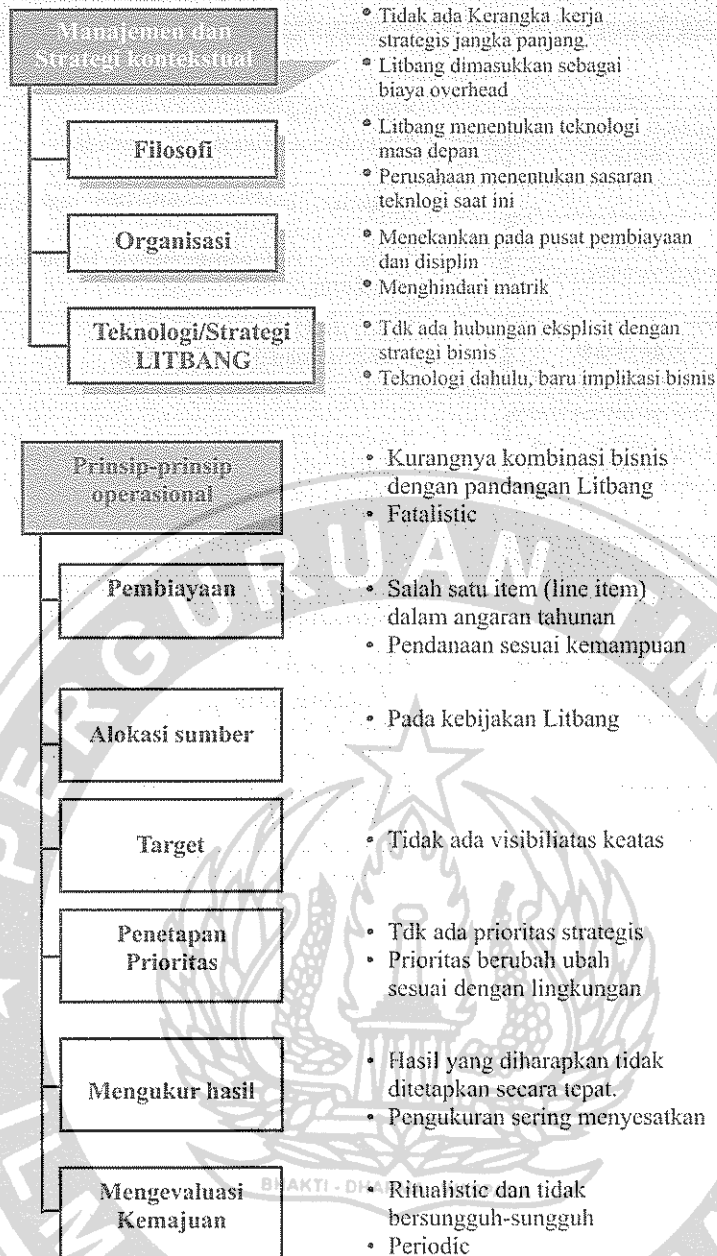 Manajemen dan
Strategi kontekstual
• Tidak ada Kerangka kerja
strategis jangka panjang.
• Litbang dimasukkan sebagai
biaya overhead
Filosofi
• Litbang menentukan teknologi
masa depan
• Perusahaan menentukan sasaran
teknlogi saat ini
Organisasi
• Menekankan pada pusat pembiayaan
dan disiplin
• Menghindari matrik
Teknologi/Strategi
LITBANG
• Tdk ada hubungan eksplisit dengan
strategi bisnis
• Teknologi dahulu, baru implikasi bisnis
Prinsip-prinsip
operasional
• Kurangnya kombinasi bisnis
dengan pandangan Litbang
• Fatalistic
Pembiayaan
• Salah satu item (line item)
dalam angaran tahunan
• Pendanaan sesuai kemampuan
Alokasi sumber
• Pada kebijakan Litbang
Target
• Tidak ada visibiliatas keatas
Penetapan
Prioritas
• Tdk ada prioritas strategis
• Prioritas berubah ubah
sesuai dengan lingkungan
Mengukur hasil
• Hasil yang diharapkan tidak
ditetapkan secara tepat.
• Pengukuran sering menyesatkan
Mengevaluasi
Kemajuan
• Ritualistic dan tidak
bersungguh-sungguh
• Periodic
PERGURUAN TIN
BHAKTI - DHA